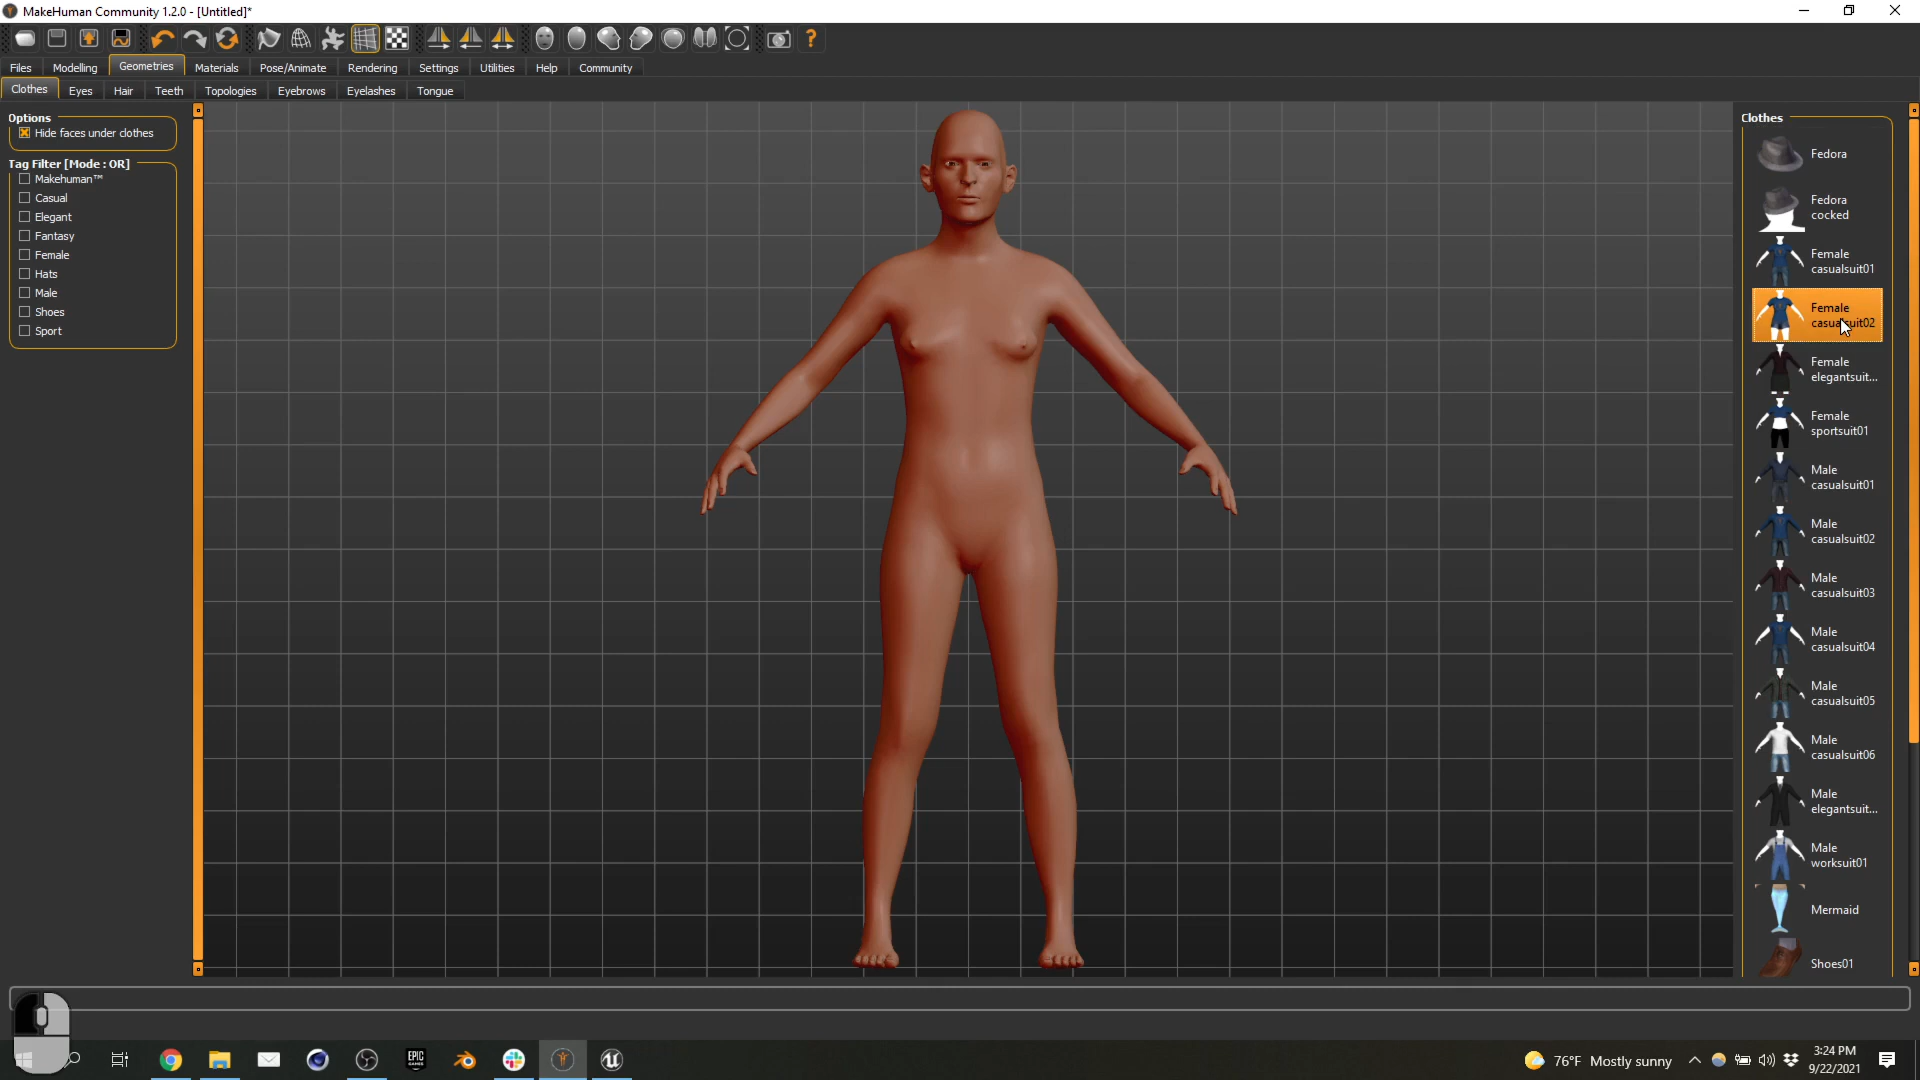 MakeHuman Community 1.2.0 - [Untitled]*
Files Modelling Geometries Materials Pose/Animate Rendering Settings Utilities Help Community
Clothes Eyes Hair Teeth Topologies Eyebrows Eyelashes Tongue
Options
Hide faces under clothes
Tag Filter [Mode : OR]
Makehuman™
Casual
Elegant
Fantasy
Female
Hats
Male
Shoes
Sport
Clothes
Fedora
Fedora
cocked
Female
casualsuit01
Female
casualsuit02
Female
elegantsuit...
Female
sportsuit01
Male
casualsuit01
Male
casualsuit02
Male
casualsuit03
Male
casualsuit04
Male
casualsuit05
Male
casualsuit06
Male
elegantsuit...
Male
worksuit01
Mermaid
Shoes01
EPIC
GAMES
76°F Mostly sunny
3:24 PM
9/22/2021